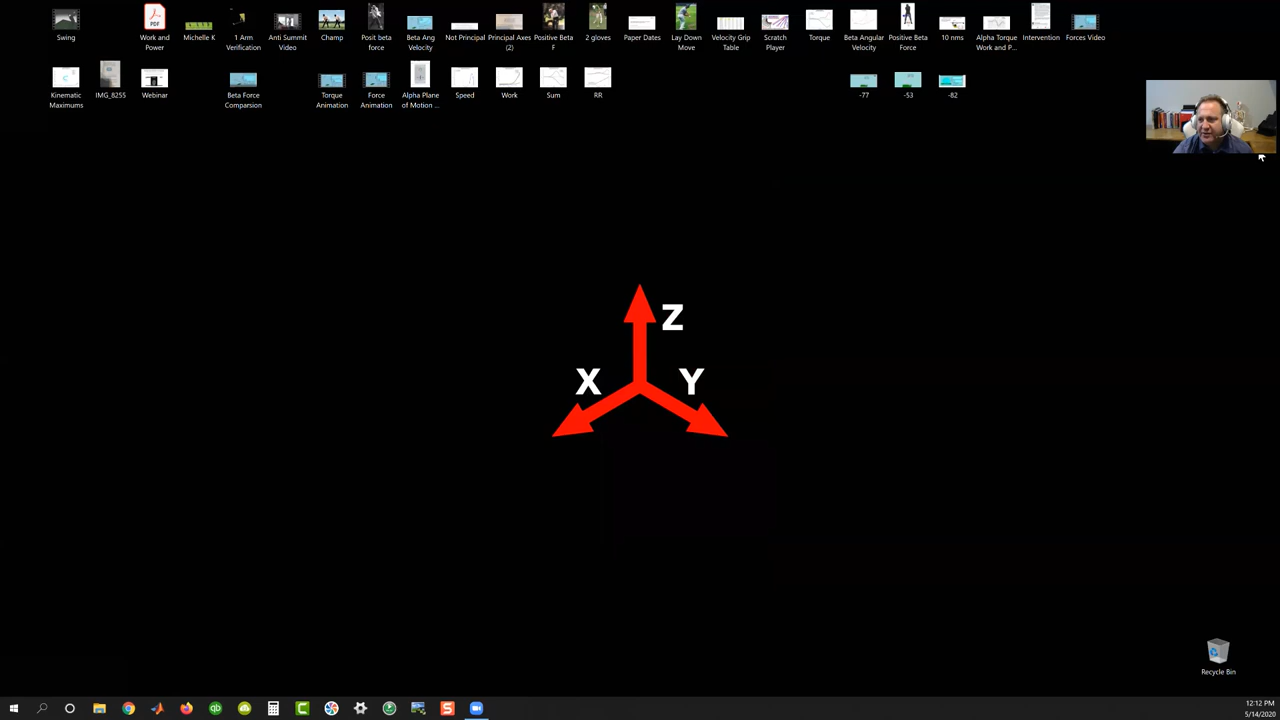 Swing
Work and
Power
Michelle K
1 Arm
Verification
Anti Summit
Video
Champ
Posit beta
force
Beta Ang
Velocity
Not Principal
Principal Axes
(2)
Positive Beta
F
2 gloves
Paper Dates
Lay Down
Move
Velocity Grip
Table
Scratch
Player
Torque
Beta Angular
Velocity
Positive Beta
Force
10 nms
Alpha Torque
Work and P...
Intervention
Forces Video
Kinematic
Maximums
IMG_8255
Webinar
Beta Force
Comparsion
Torque
Animation
Force
Animation
Alpha Plane
of Motion ...
Speed
Work
Sum
RR
-77
-53
-82
PDF
Z
X
Y
Recycle Bin
12:12 PM
5/14/2020